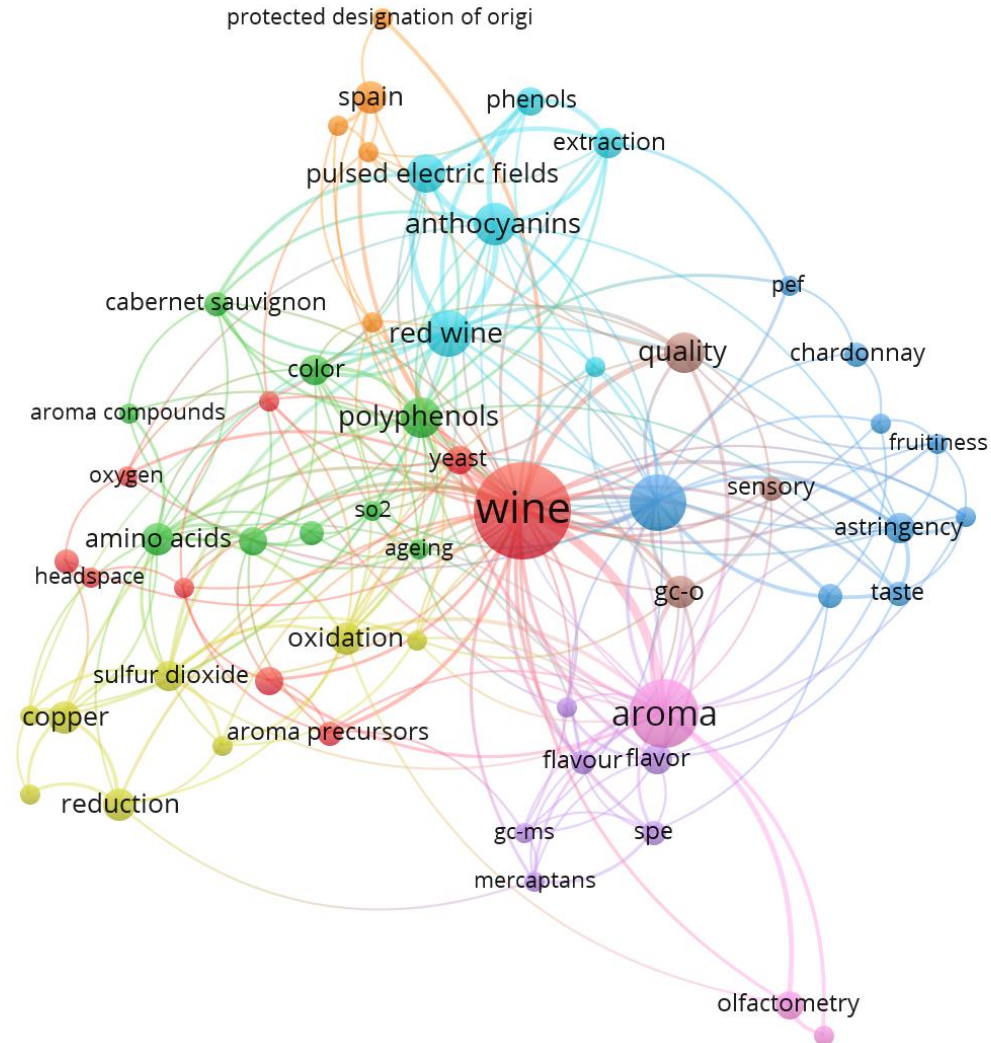 protected designation of origi
spain
phenols
extraction
pulsed electric fields
anthocyanins
pef
cabernet sauvignon
red wine
quality
chardonnay
color
aroma compounds
polyphenols
fruitiness
yeast
oxygen
sensory
so2
wine
astringency
amino acids
ageing
headspace
gc-o
taste
oxidation
sulfur dioxide
copper
aroma
aroma precursors
flavour
flavor
reduction
gc-ms
spe
mercaptans
olfactometry